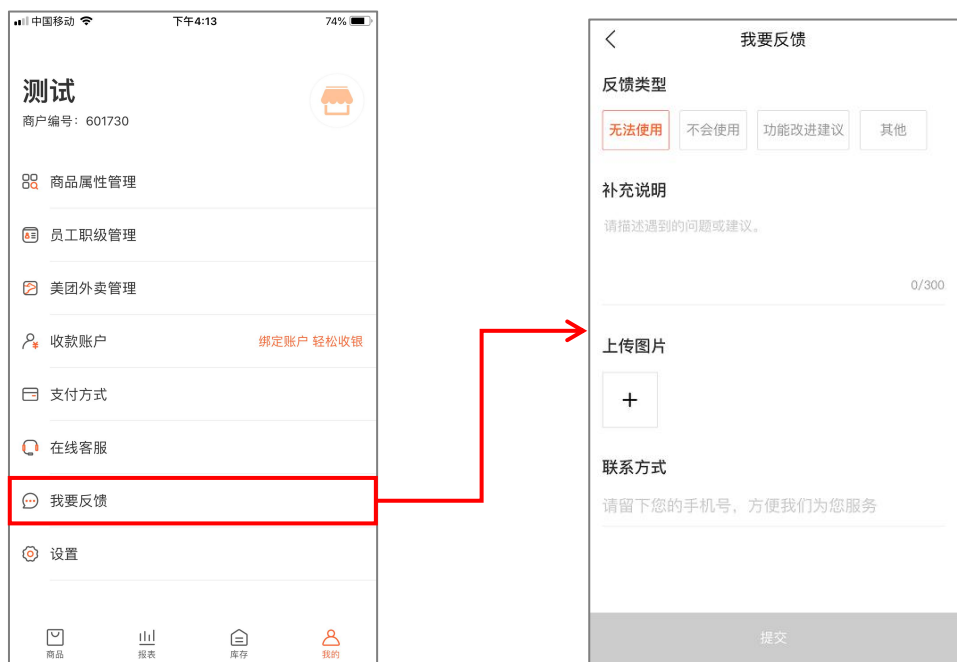 中国移动 下午4:13 74%
测试
商户编号：601730
商品属性管理
员工职级管理
美团外卖管理
收款账户 绑定账户 轻松收银
支付方式
在线客服
我要反馈
设置
商品 报表 库存 我的
我要反馈
反馈类型
无法使用 不会使用 功能改进建议 其他
补充说明
请描述遇到的问题或建议。
0/300
上传图片
+
联系方式
请留下您的手机号，方便我们为您服务
提交